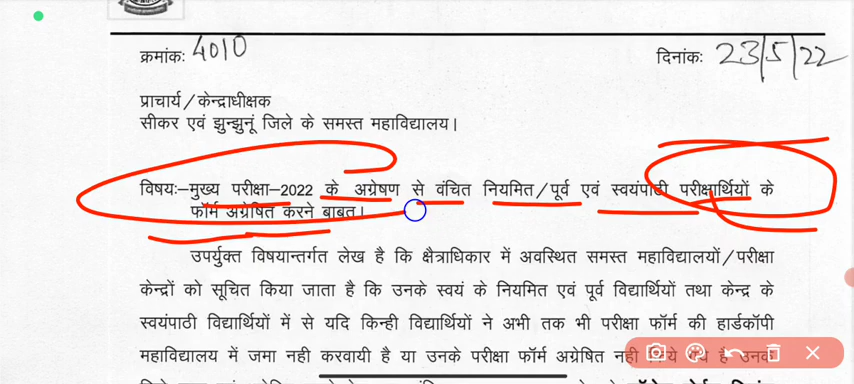 क्रमांकः 4010 दिनांकः 23/5/22
प्राचार्य/केन्द्राधीक्षक
सीकर एवं झुन्झुनूं जिले के समस्त महाविद्यालय।
विषयः–मुख्य परीक्षा–2022 के अग्रेषण से वंचित नियमित/पूर्व एवं स्वयंपाठी परीक्षार्थियों के
फॉर्म अग्रेषित करने बाबत।
उपर्युक्त विषयान्तर्गत लेख है कि क्षैत्राधिकार में अवस्थित समस्त महाविद्यालयों/परीक्षा
केन्द्रों को सूचित किया जाता है कि उनके स्वयं के नियमित एवं पूर्व विद्यार्थियों तथा केन्द्र के
स्वयंपाठी विद्यार्थियों में से यदि किन्ही विद्यार्थियों ने अभी तक भी परीक्षा फॉर्म की हार्डकॉपी
महाविद्यालय में जमा नही करवायी है या उनके परीक्षा फॉर्म अग्रेषित नही